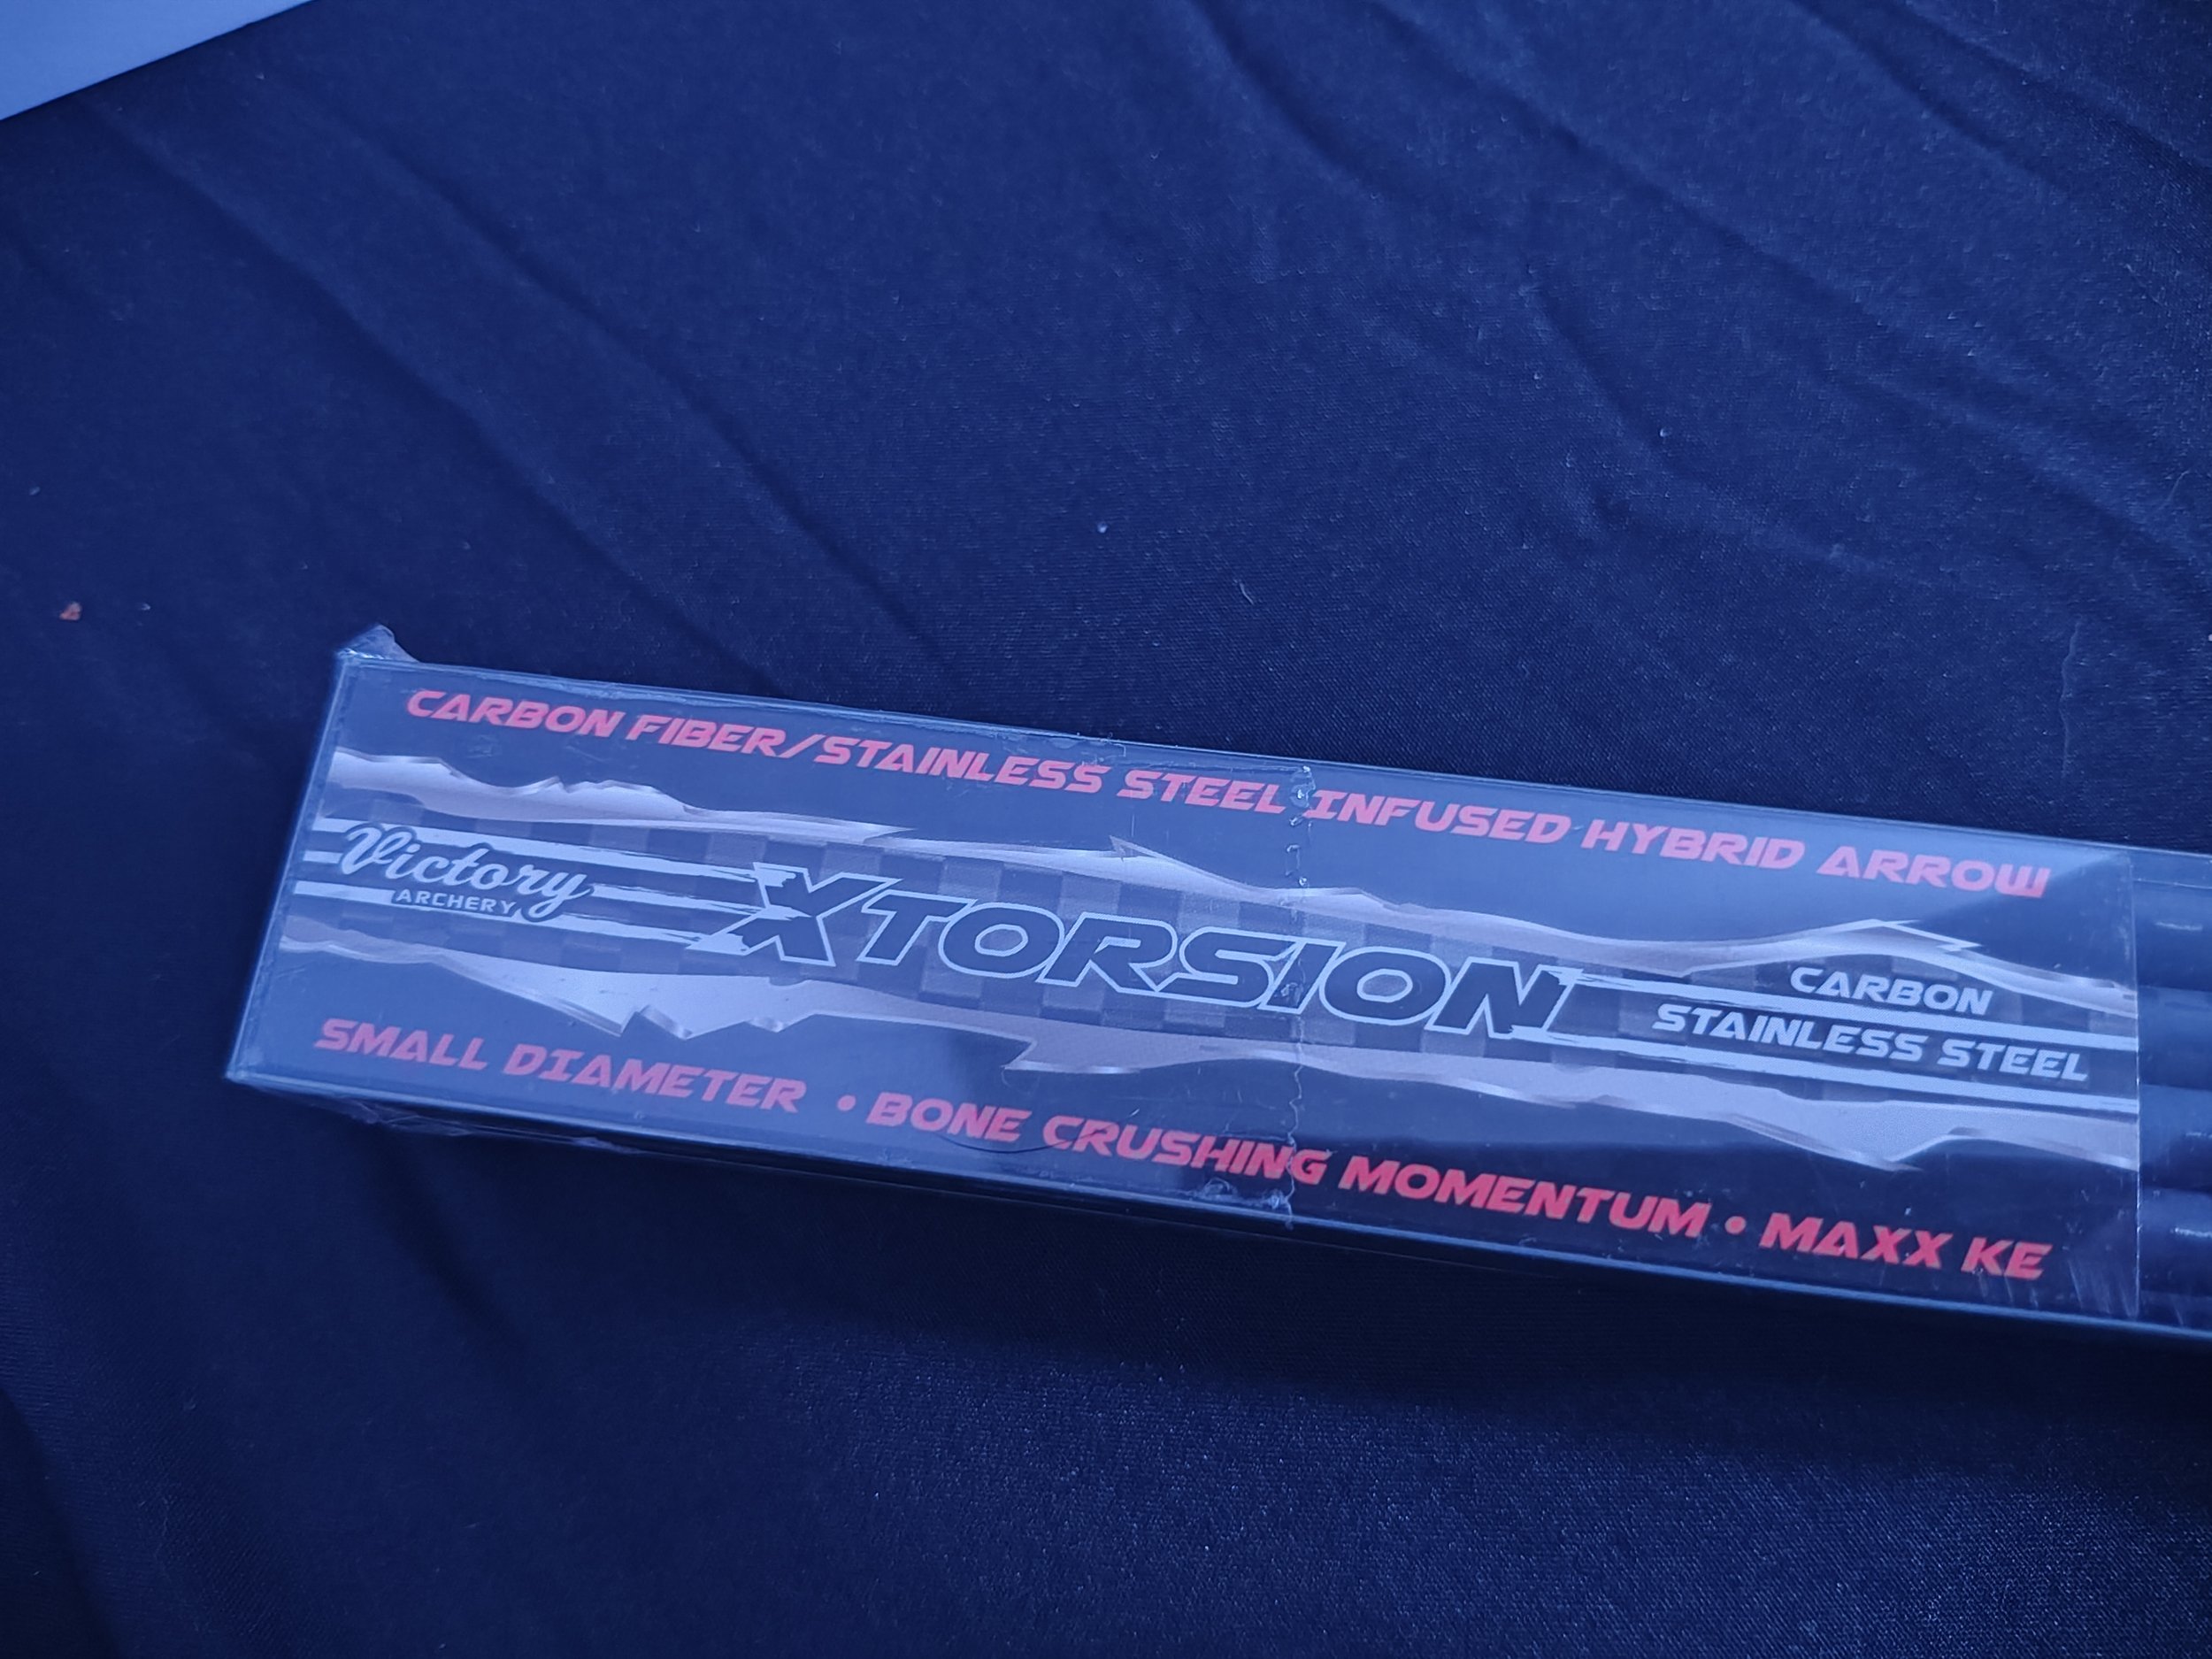 CARBON FIBER/STAINLESS STEEL INFUSED HYBRID ARROW
Victory
ARCHERY
XTORSION
CARBON
STAINLESS STEEL
SMALL DIAMETER • BONE CRUSHING MOMENTUM • MAXX KE